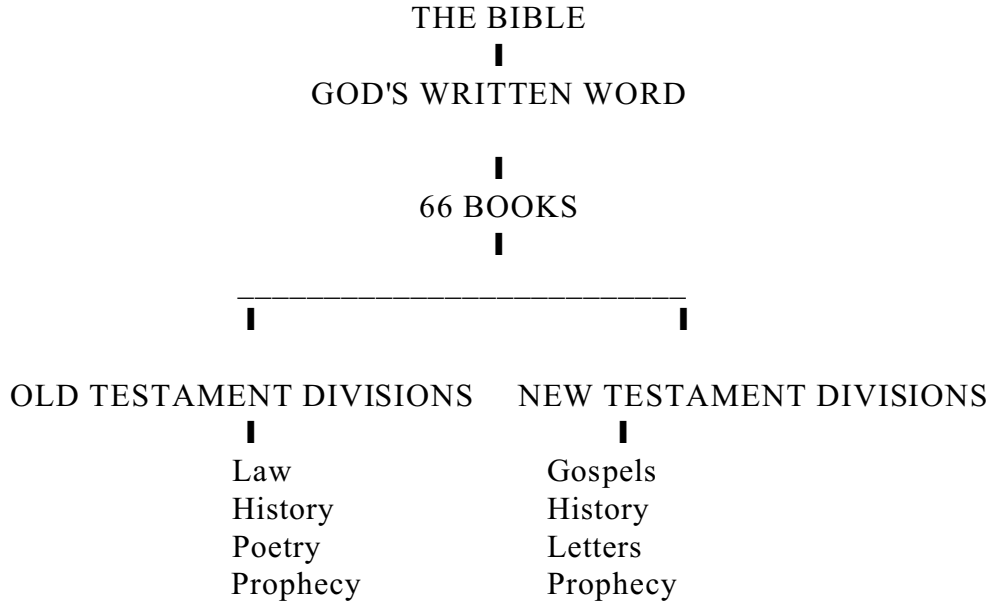 THE BIBLE
GOD'S WRITTEN WORD
66 BOOKS
OLD TESTAMENT DIVISIONS
Law
History
Poetry
Prophecy
NEW TESTAMENT DIVISIONS
Gospels
History
Letters
Prophecy